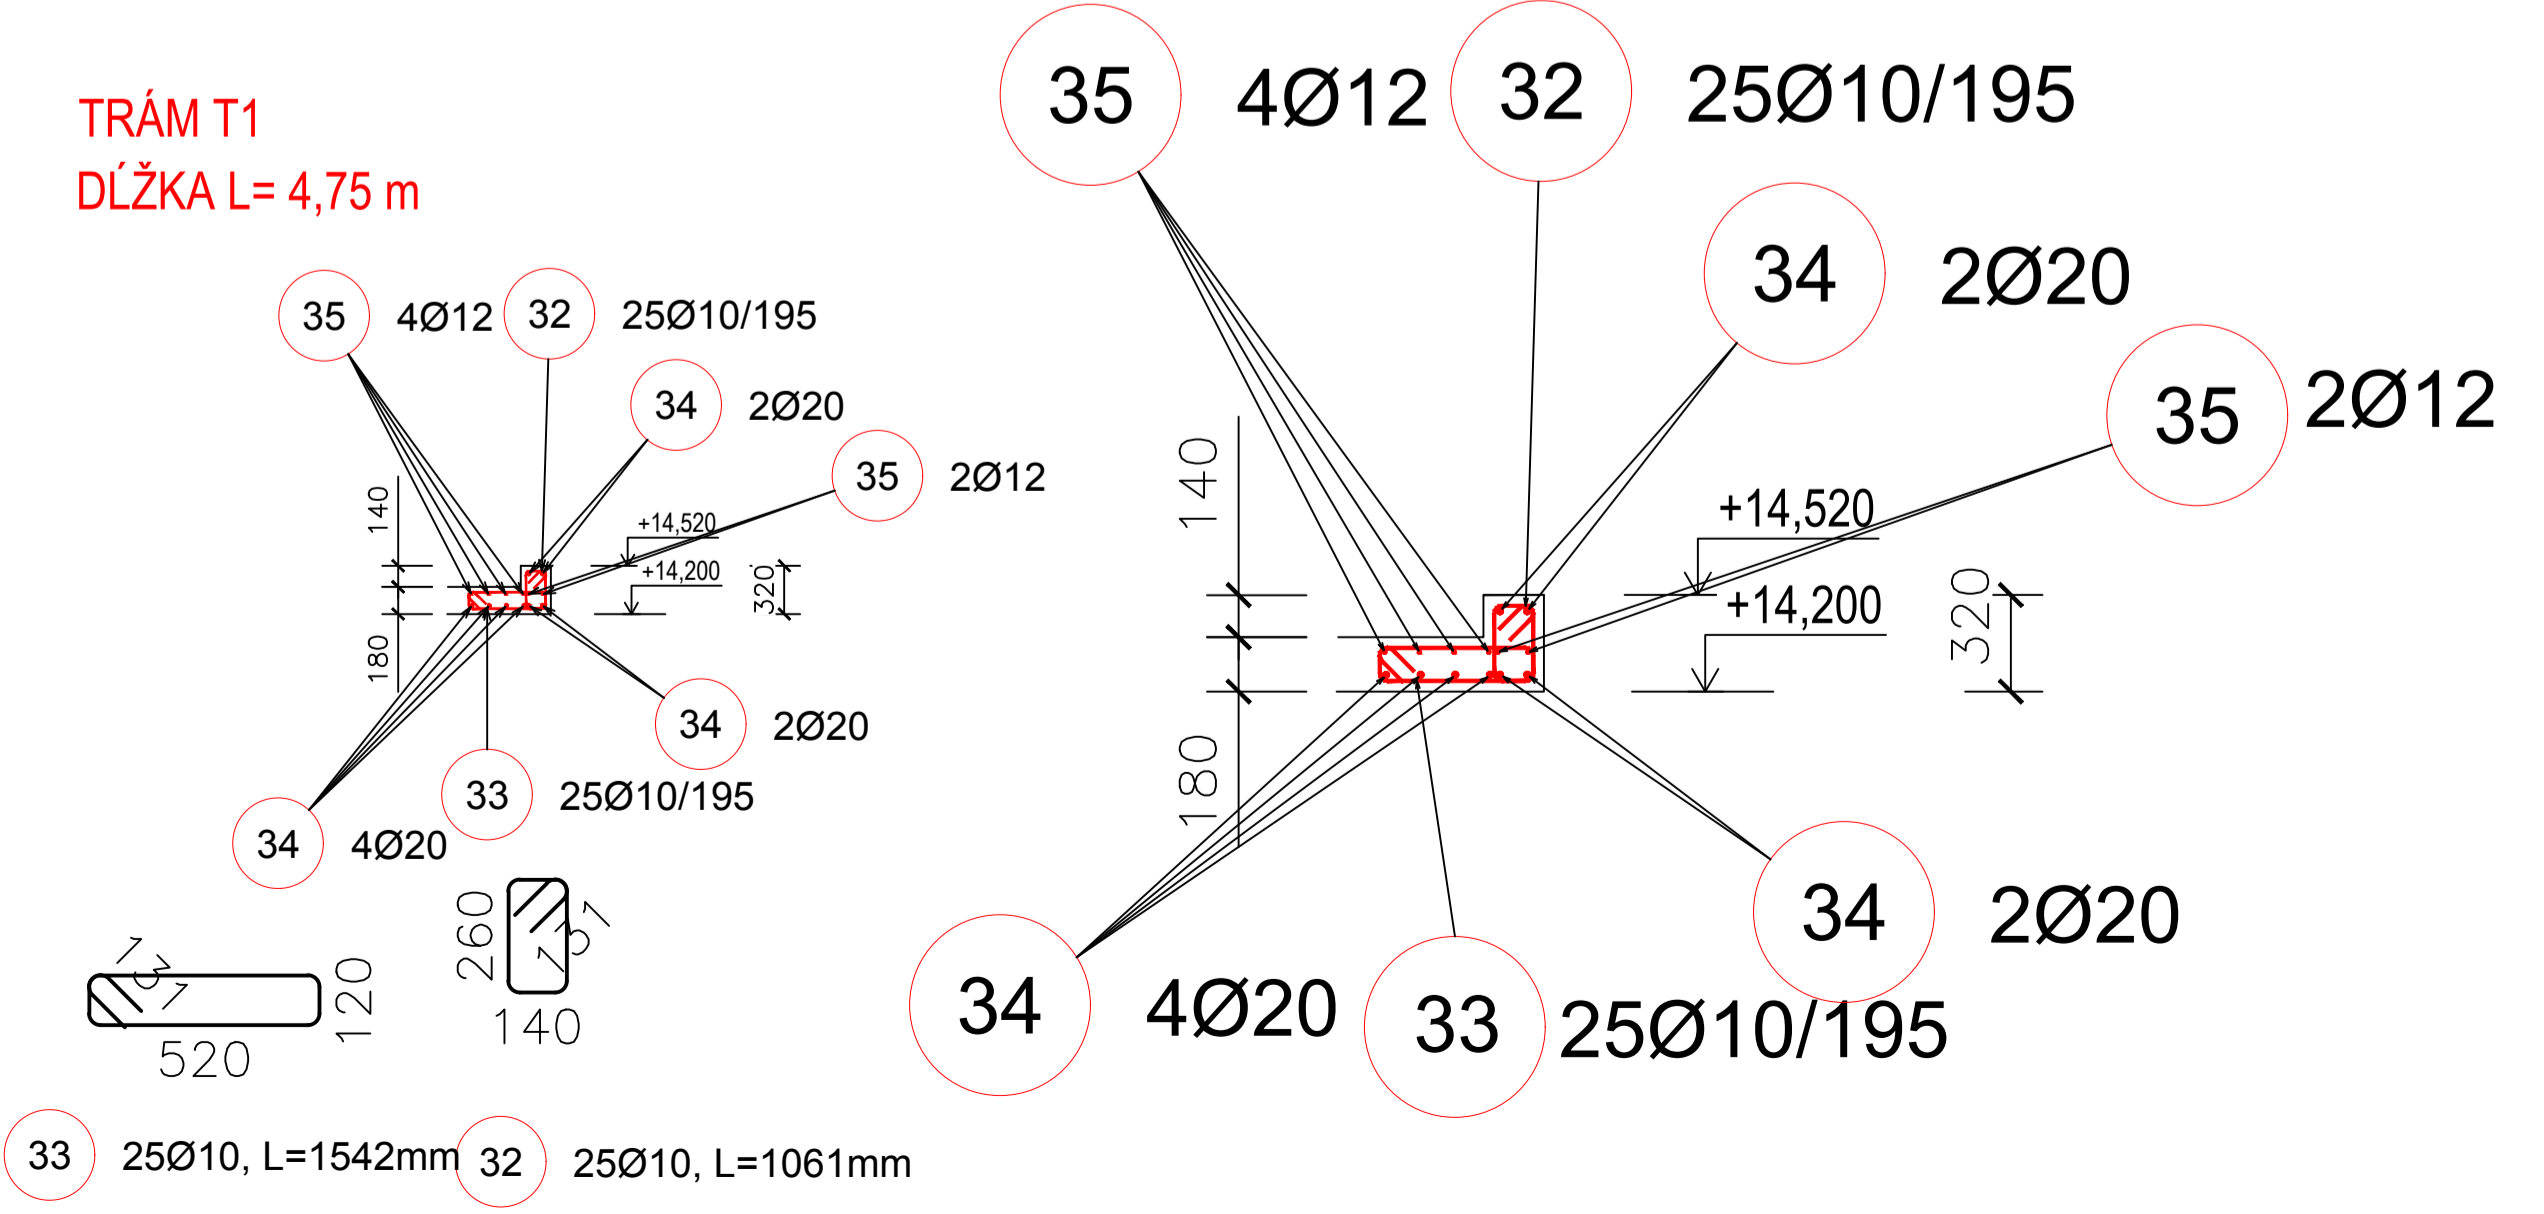 TRÁM T1
DĹŽKA L= 4,75 m
35
4Ø12
32
25Ø10/195
34
2Ø20
35
2Ø12
140
+14,520
+14,200
320
180
34
2Ø20
33
25Ø10/195
34
4Ø20
131
520
120
260
131
140
33
25Ø10, L=1542mm
32
25Ø10, L=1061mm
35
4Ø12
32
25Ø10/195
34
2Ø20
35
2Ø12
140
+14,520
+14,200
320
180
34
2Ø20
34
4Ø20
33
25Ø10/195